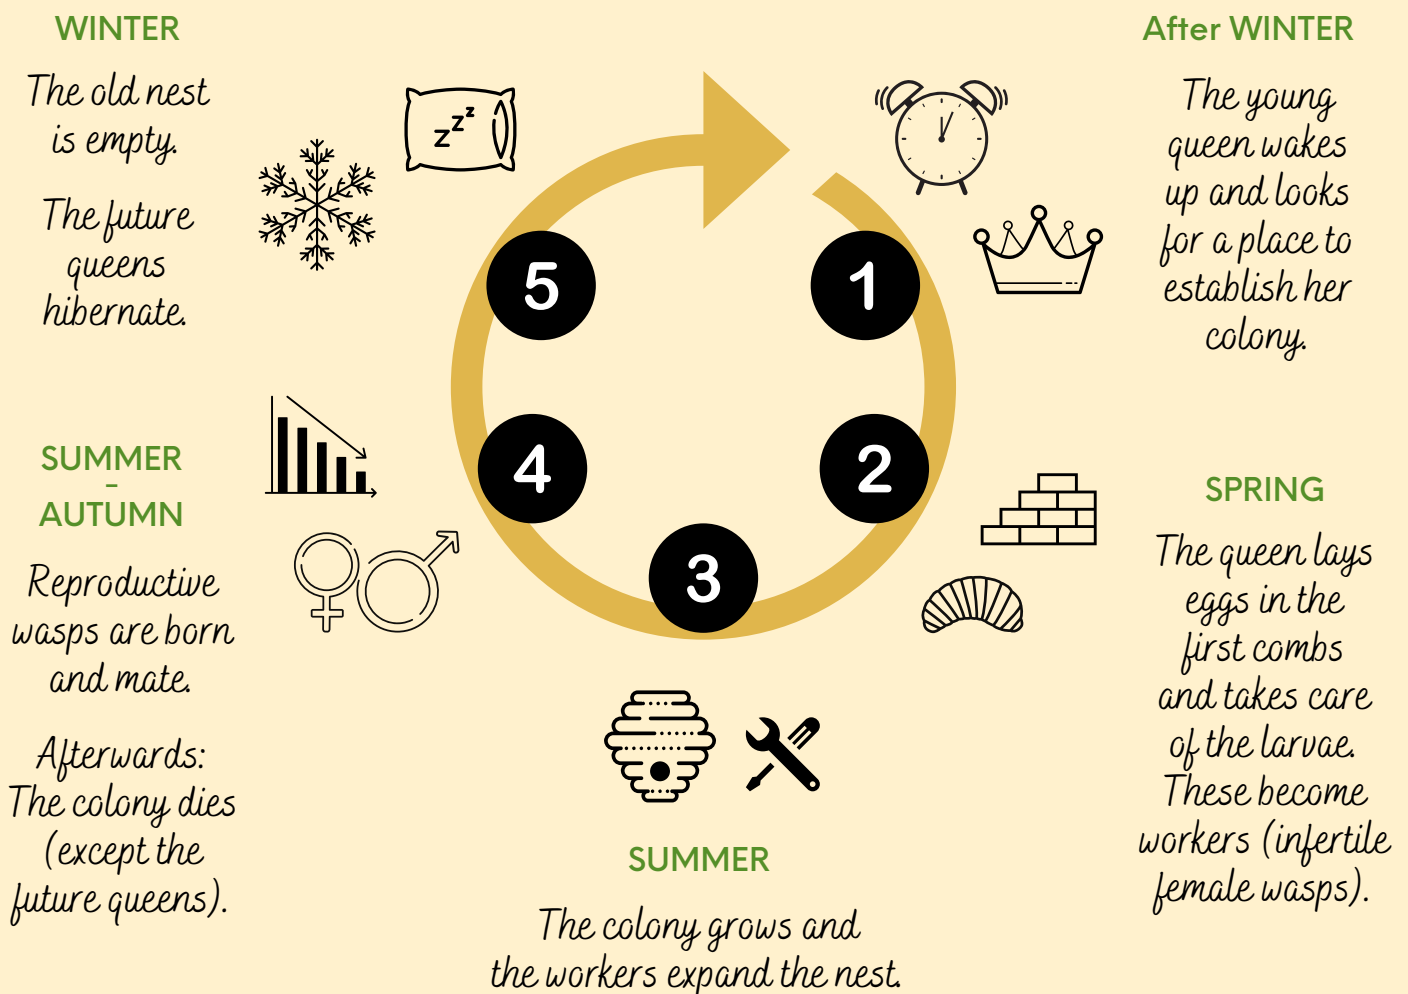 WINTER
The old nest
is empty.
The future
queens
hibernate.
zzz
After WINTER
The young
queen wakes
up and looks
for a place to
establish her
colony.
5
1
4
2
3
SUMMER
-
AUTUMN
Reproductive
wasps are born
and mate.
Afterwards:
The colony dies
(except the
future queens).
SPRING
The queen lays
eggs in the
first combs
and takes care
of the larvae.
These become
workers (infertile
female wasps).
SUMMER
The colony grows and
the workers expand the nest.